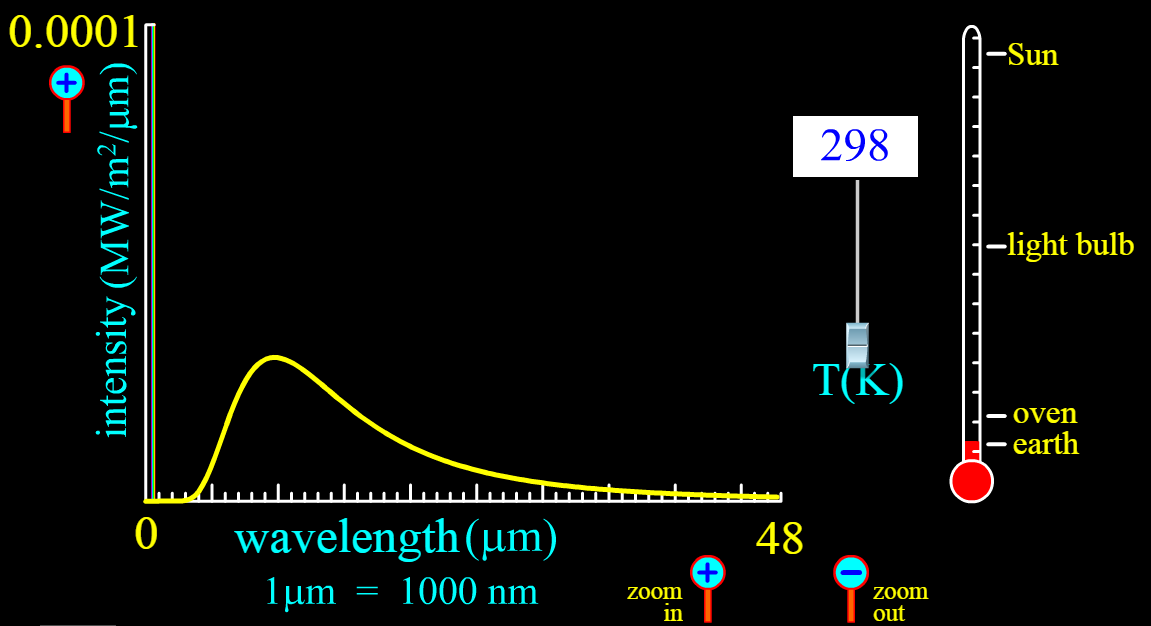 0.0001
intensity (MW/m²/μm)
Sun
298
light bulb
T(K)
oven
earth
0
wavelength (μm)
48
1μm = 1000 nm
zoom
in
zoom
out